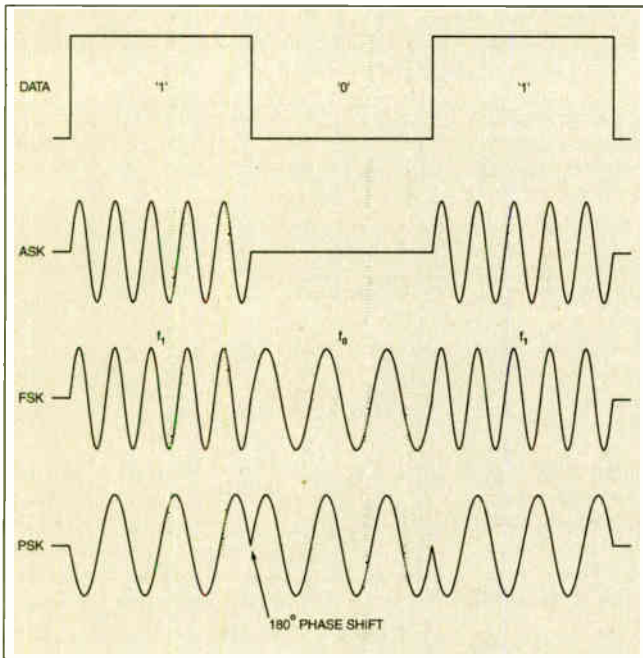 DATA '1' '0' '1'
ASK
f₁ f₀ f₁
FSK
PSK
180° PHASE SHIFT